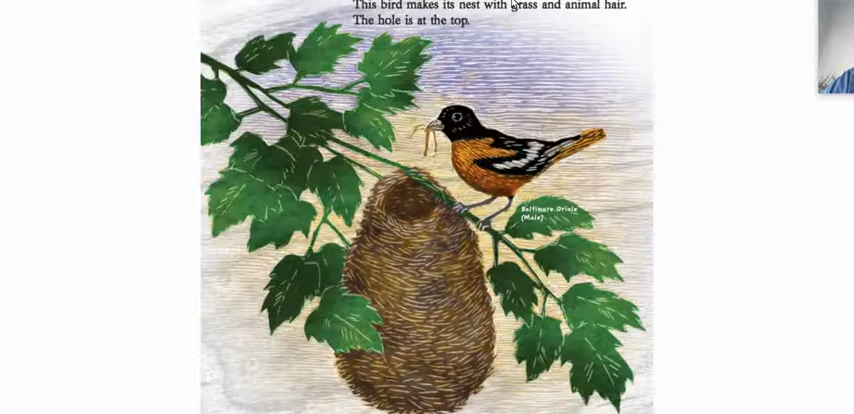 This bird makes its nest with grass and animal hair.
The hole is at the top.
Baltimore Oriole
(Male)